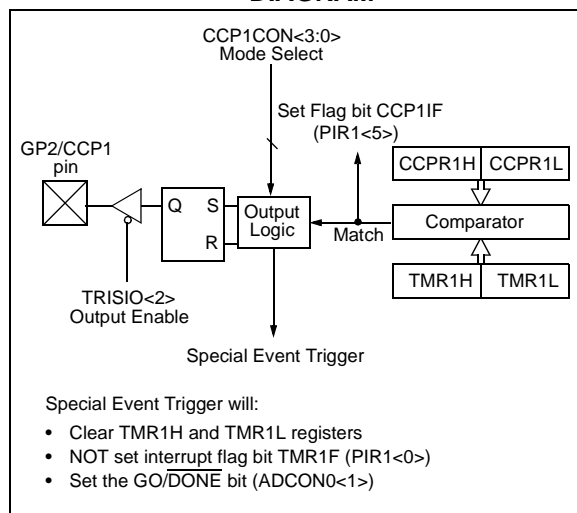 DIAGRAM
CCP1CON<3:0>
Mode Select
Set Flag bit CCP1IF
(PIR1<5>)
GP2/CCP1
pin
CCPR1H CCPR1L
Q S
R
Output
Logic
Match
Comparator
TRISIO<2>
Output Enable
TMR1H TMR1L
Special Event Trigger
Special Event Trigger will:
• Clear TMR1H and TMR1L registers
• NOT set interrupt flag bit TMR1F (PIR1<0>)
• Set the GO/DONE bit (ADCON0<1>)